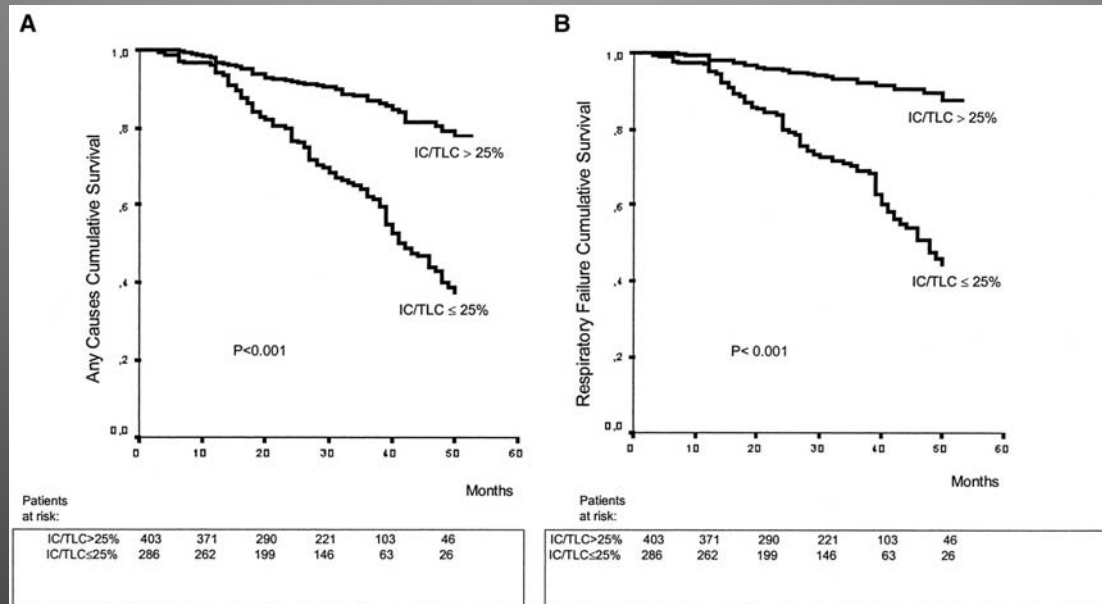 A
Any Causes Cumulative Survival
1,0
,8
,6
,4
,2
0,0
IC/TLC > 25%
IC/TLC ≤ 25%
P<0.001
0 10 20 30 40 50 60
Months
Patients
at risk:
IC/TLC>25% 403 371 290 221 103 46
IC/TLC≤25% 286 262 199 146 63 26
B
Respiratory Failure Cumulative Survival
1,0
,8
,6
,4
,2
0,0
IC/TLC > 25%
IC/TLC ≤ 25%
P< 0.001
0 10 20 30 40 50 60
Months
Patients
at risk:
IC/TLC>25% 403 371 290 221 103 46
IC/TLC≤25% 286 262 199 146 63 26